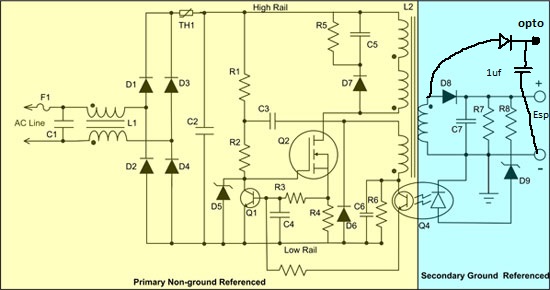 High Rail
L2
opto
TH1
R5
C5
1uf
D1
D3
R1
D7
D8
+
F1
C3
R7
R8
Esp
AC Line
L1
C2
C7
C1
R2
Q2
-
D2
D4
D9
D5
R3
C6
R6
Q1
C4
R4
D6
Q4
Low Rail
Primary Non-ground Referenced
Secondary Ground Referenced